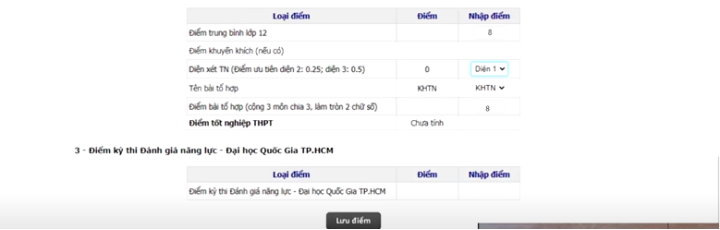 Loại điểm Điểm Nhập điểm
Điểm trung bình lớp 12 8
Điểm khuyến khích (nếu có)
Diện xét TN (Điểm ưu tiên diện 2: 0.25; diện 3: 0.5) 0 Diện 1
Tên bài tổ hợp KHTN KHTN
Điểm bài tổ hợp (cộng 3 môn chia 3, làm tròn 2 chữ số) 8
Điểm tốt nghiệp THPT Chưa tính
3 - Điểm kỳ thi Đánh giá năng lực - Đại học Quốc Gia TP.HCM
Loại điểm Điểm Nhập điểm
Điểm kỳ thi Đánh giá năng lực - Đại học Quốc Gia TP.HCM
Lưu điểm